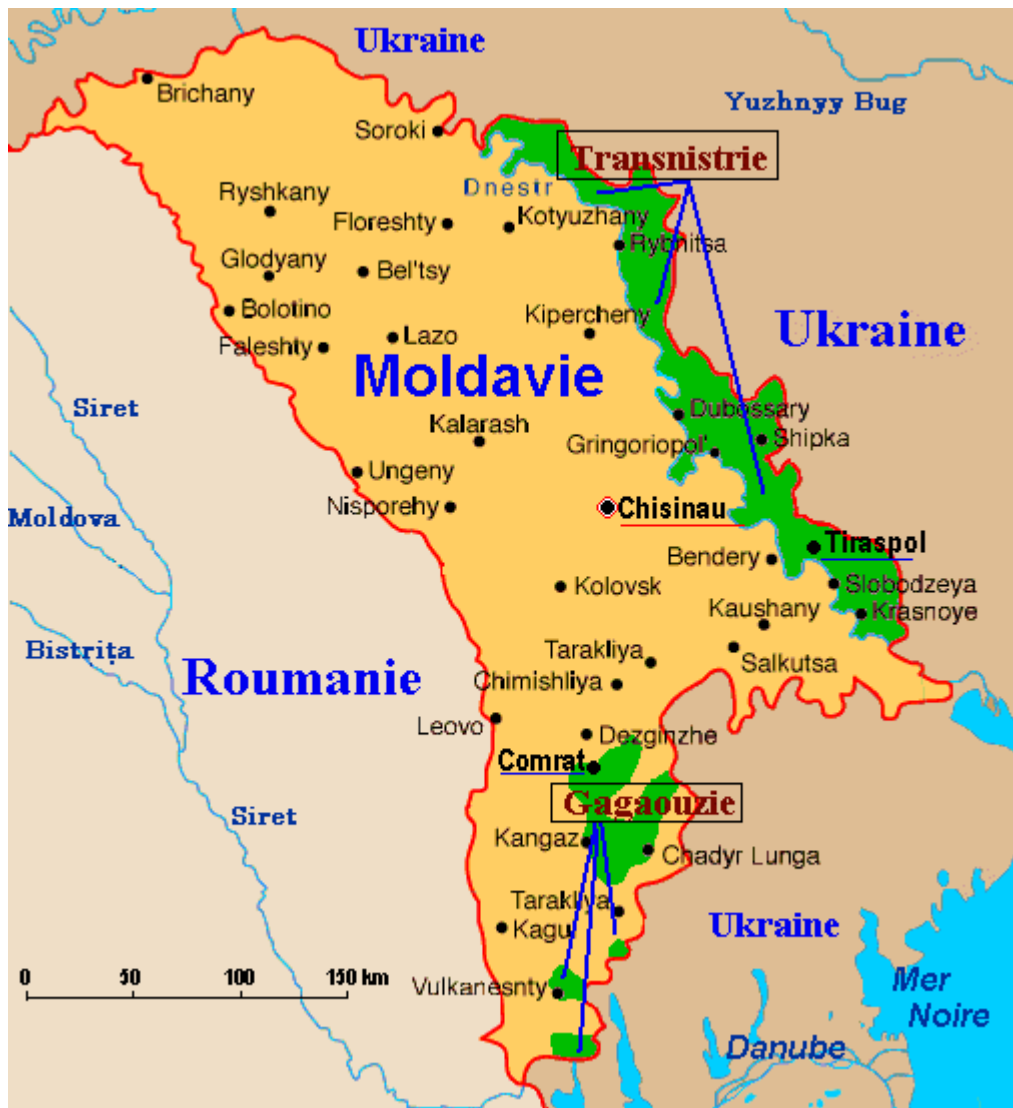 Ukraine
Brichany
Yuzhnyy Bug
Soroki
Transnistrie
Dnestr
Ryshkany
Floreshty
Kotyuzhany
Rybnitsa
Glodyany
Bel'tsy
Bolotino
Kipercheny
Ukraine
Faleshty
Lazo
Moldavie
Siret
Dubossary
Kalarash
Gringoriopol'
Shipka
Ungeny
Nisporehy
Chisinau
Moldova
Tiraspol
Bendery
Kolovsk
Slobodzeya
Kaushany
Krasnoye
Bistrița
Tarakliya
Salkutsa
Roumanie
Chimishliya
Leovo
Dezginzhe
Comrat
Gagaouzie
Siret
Kangaz
Chadyr Lunga
Tarakliya
Kagu
Ukraine
0 50 100 150 km
Vulkanesnty
Mer
Noire
Danube